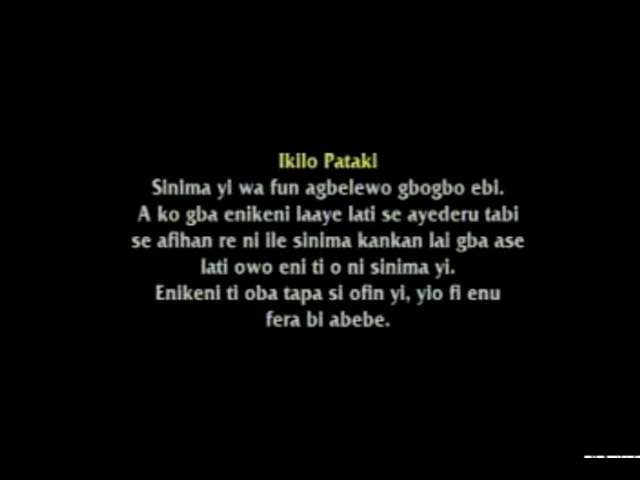 Ikilo Pataki
Sinima yi wa fun agbelewo gbogbo ebi.
A ko gba enikeni laaye lati se ayederu tabi
se afihan re ni ile sinima kankan lai gba ase
lati owo eni ti o ni sinima yi.
Enikeni ti oba tapa si ofin yi, yio fi enu
fera bi abebe.